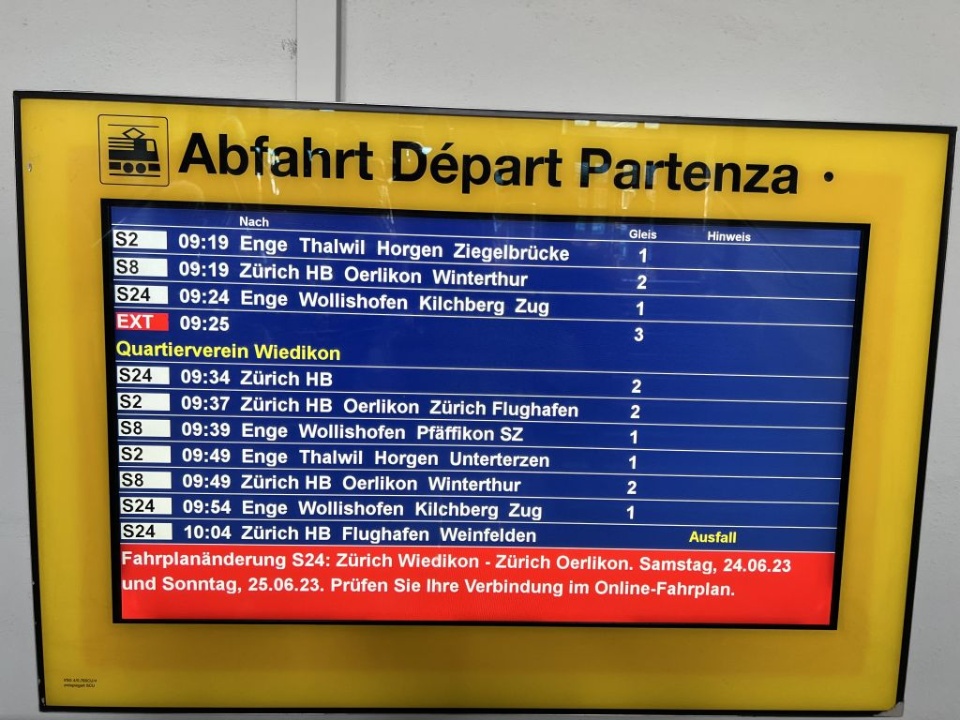 Abfahrt Départ Partenza
Nach Gleis Hinweis
S2 09:19 Enge Thalwil Horgen Ziegelbrücke 1
S8 09:19 Zürich HB Oerlikon Winterthur 2
S24 09:24 Enge Wollishofen Kilchberg Zug 1
EXT 09:25 3
Quartierverein Wiedikon
S24 09:34 Zürich HB 2
S2 09:37 Zürich HB Oerlikon Zürich Flughafen 2
S8 09:39 Enge Wollishofen Pfäffikon SZ 1
S2 09:49 Enge Thalwil Horgen Unterterzen 1
S8 09:49 Zürich HB Oerlikon Winterthur 2
S24 09:54 Enge Wollishofen Kilchberg Zug 1
S24 10:04 Zürich HB Flughafen Weinfelden Ausfall
Fahrplanänderung S24: Zürich Wiedikon - Zürich Oerlikon. Samstag, 24.06.23
und Sonntag, 25.06.23. Prüfen Sie Ihre Verbindung im Online-Fahrplan.